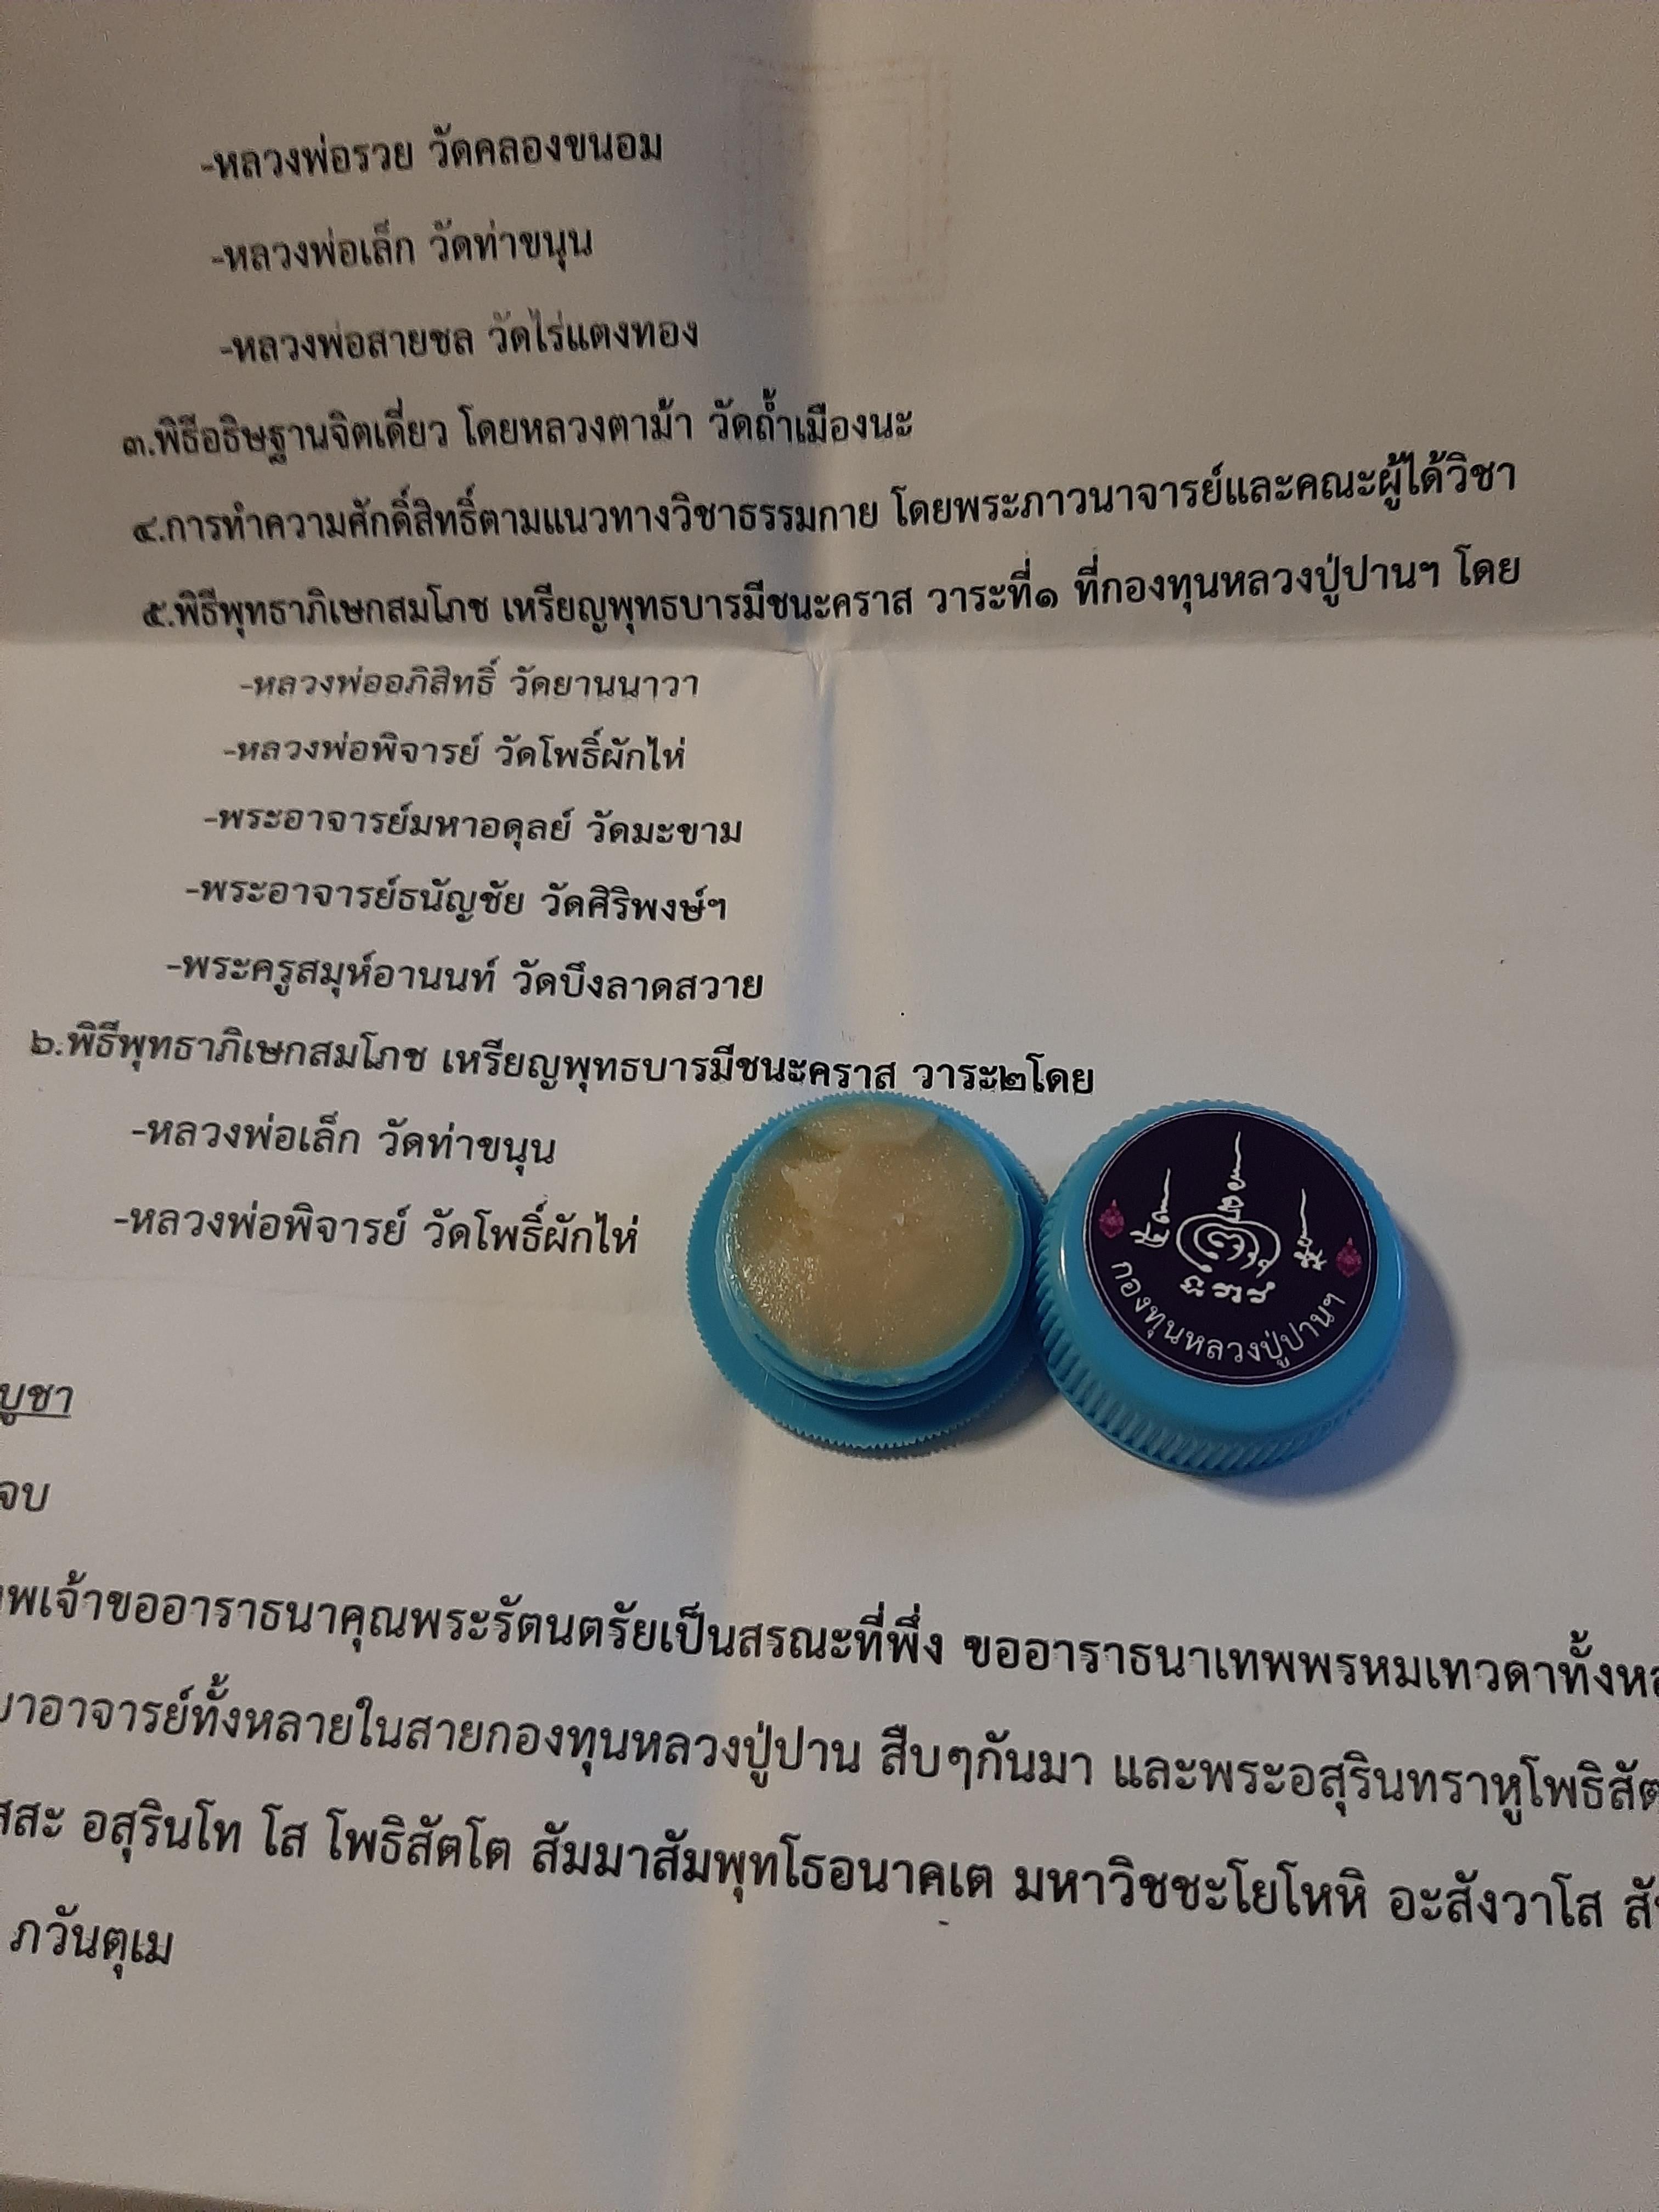 -หลวงพ่อรวย วัดคลองขนอม
-หลวงพ่อเล็ก วัดท่าขนุน
-หลวงพ่อสายชล วัดไร่แตงทอง
๓.พิธีอธิษฐานจิตเดี่ยว โดยหลวงตาม้า วัดถ้ำเมืองนะ
๔.การทำความศักดิ์สิทธิ์ตามแนวทางวิชาธรรมกาย โดยพระภาวนาจารย์และคณะผู้ได้วิชา
๕.พิธีพุทธาภิเษกสมโภช เหรียญพุทธบารมีชนะคราส วาระที่๑ ที่กองทุนหลวงปู่ปานฯ โดย
-หลวงพ่ออภิสิทธิ์ วัดยานนาวา
-หลวงพ่อพิจารย์ วัดโพธิ์ผักไห่
-พระอาจารย์มหาอดุลย์ วัดมะขาม
-พระอาจารย์ธนัญชัย วัดศิริพงษ์ฯ
-พระครูสมุห์อานนท์ วัดบึงลาดสวาย
๖.พิธีพุทธาภิเษกสมโภช เหรียญพุทธบารมีชนะคราส วาระ๒โดย
-หลวงพ่อเล็ก วัดท่าขนุน
-หลวงพ่อพิจารย์ วัดโพธิ์ผักไห่
กองทุนหลวงปู่ปานฯ
บูชา
จบ
พเจ้าขออาราธนาคุณพระรัตนตรัยเป็นสรณะที่พึ่ง ขออาราธนาเทพพรหมเทวดาทั้งห
บาอาจารย์ทั้งหลายในสายกองทุนหลวงปู่ปาน สืบๆกันมา และพระอสุรินทราหูโพธิสัต
สสะ อสุรินโท โส โพธิสัตโต สัมมาสัมพุทโธอนาคเต มหาวิชชะโยโหหิ อะสังวาโส
ภวันตุเม